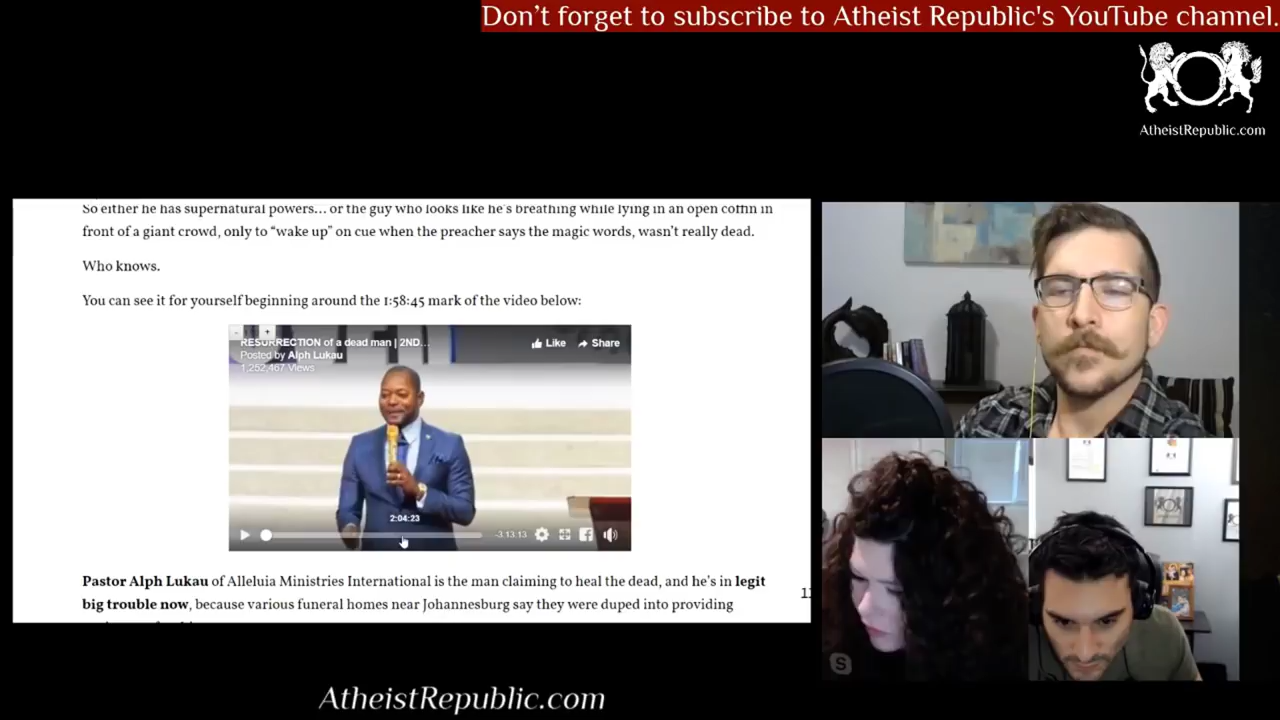 Don't forget to subscribe to Atheist Republic's YouTube channel.
AtheistRepublic.com
So either he has supernatural powers… or the guy who looks like he's breathing while lying in an open coffin in
front of a giant crowd, only to “wake up” on cue when the preacher says the magic words, wasn't really dead.
Who knows.
You can see it for yourself beginning around the 1:58:45 mark of the video below:
- +
RESURRECTION of a dead man | 2ND...
Like Share
Posted by Alph Lukau
1,252,467 Views
2:04:23
-3:13:13
Pastor Alph Lukau of Alleluia Ministries International is the man claiming to heal the dead, and he's in legit
big trouble now, because various funeral homes near Johannesburg say they were duped into providing
S
AtheistRepublic.com